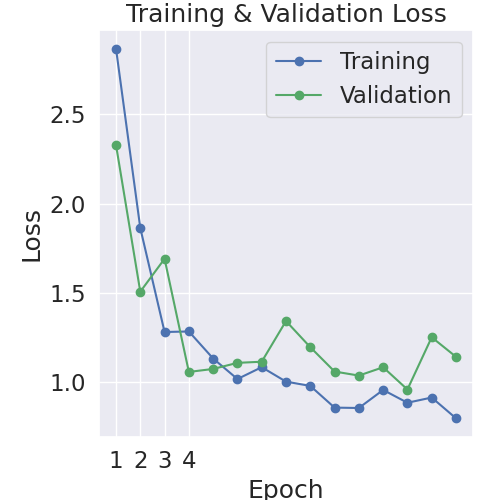 Training & Validation Loss
Training
Validation
2.5
2.0
1.5
1.0
Loss
1 2 3 4
Epoch